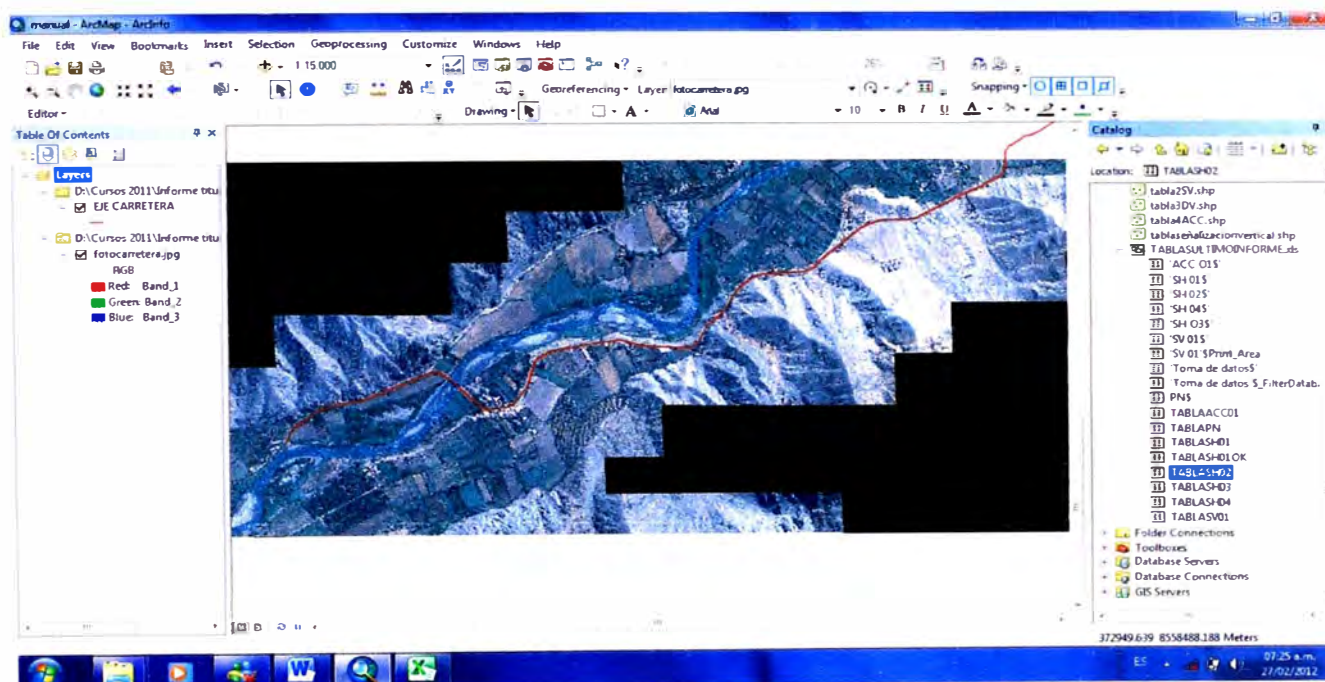 manual - ArcMap - ArcInfo
File Edit View Bookmarks Insert Selection Geoprocessing Customize Windows Help
1:15.000
Georeferencing Layer: fotocarretera.jpg
Snapping
Editor
Drawing
A
Arial
10
B I U A
Table Of Contents
Layers
D:\Cursos 2011\Informe titu
EJE CARRETERA
D:\Cursos 2011\Informe titu
fotocarretera.jpg
RGB
Red: Band_1
Green: Band_2
Blue: Band_3
Catalog
Location: TABLASH02
tabla2SV.shp
tabla3DV.shp
tabla4ACC.shp
tablaseñalizacionvertical.shp
TABLASULTIMOINFORME.xls
'ACC 01$'
'SH 01$'
'SH 02$'
'SH 04$'
'SH O3$'
'SV 01$'
'SV 01'$Print_Area
'Toma de datos$'
'Toma de datos $_FilterDatab.
PN$
TABLAACC01
TABLAPN
TABLASH01
TABLASH01OK
TABLASH02
TABLASH03
TABLASH04
TABLASV01
Folder Connections
Toolboxes
Database Servers
Database Connections
GIS Servers
372949.639 8558488.188 Meters
ES
07:25 a.m.
27/02/2012